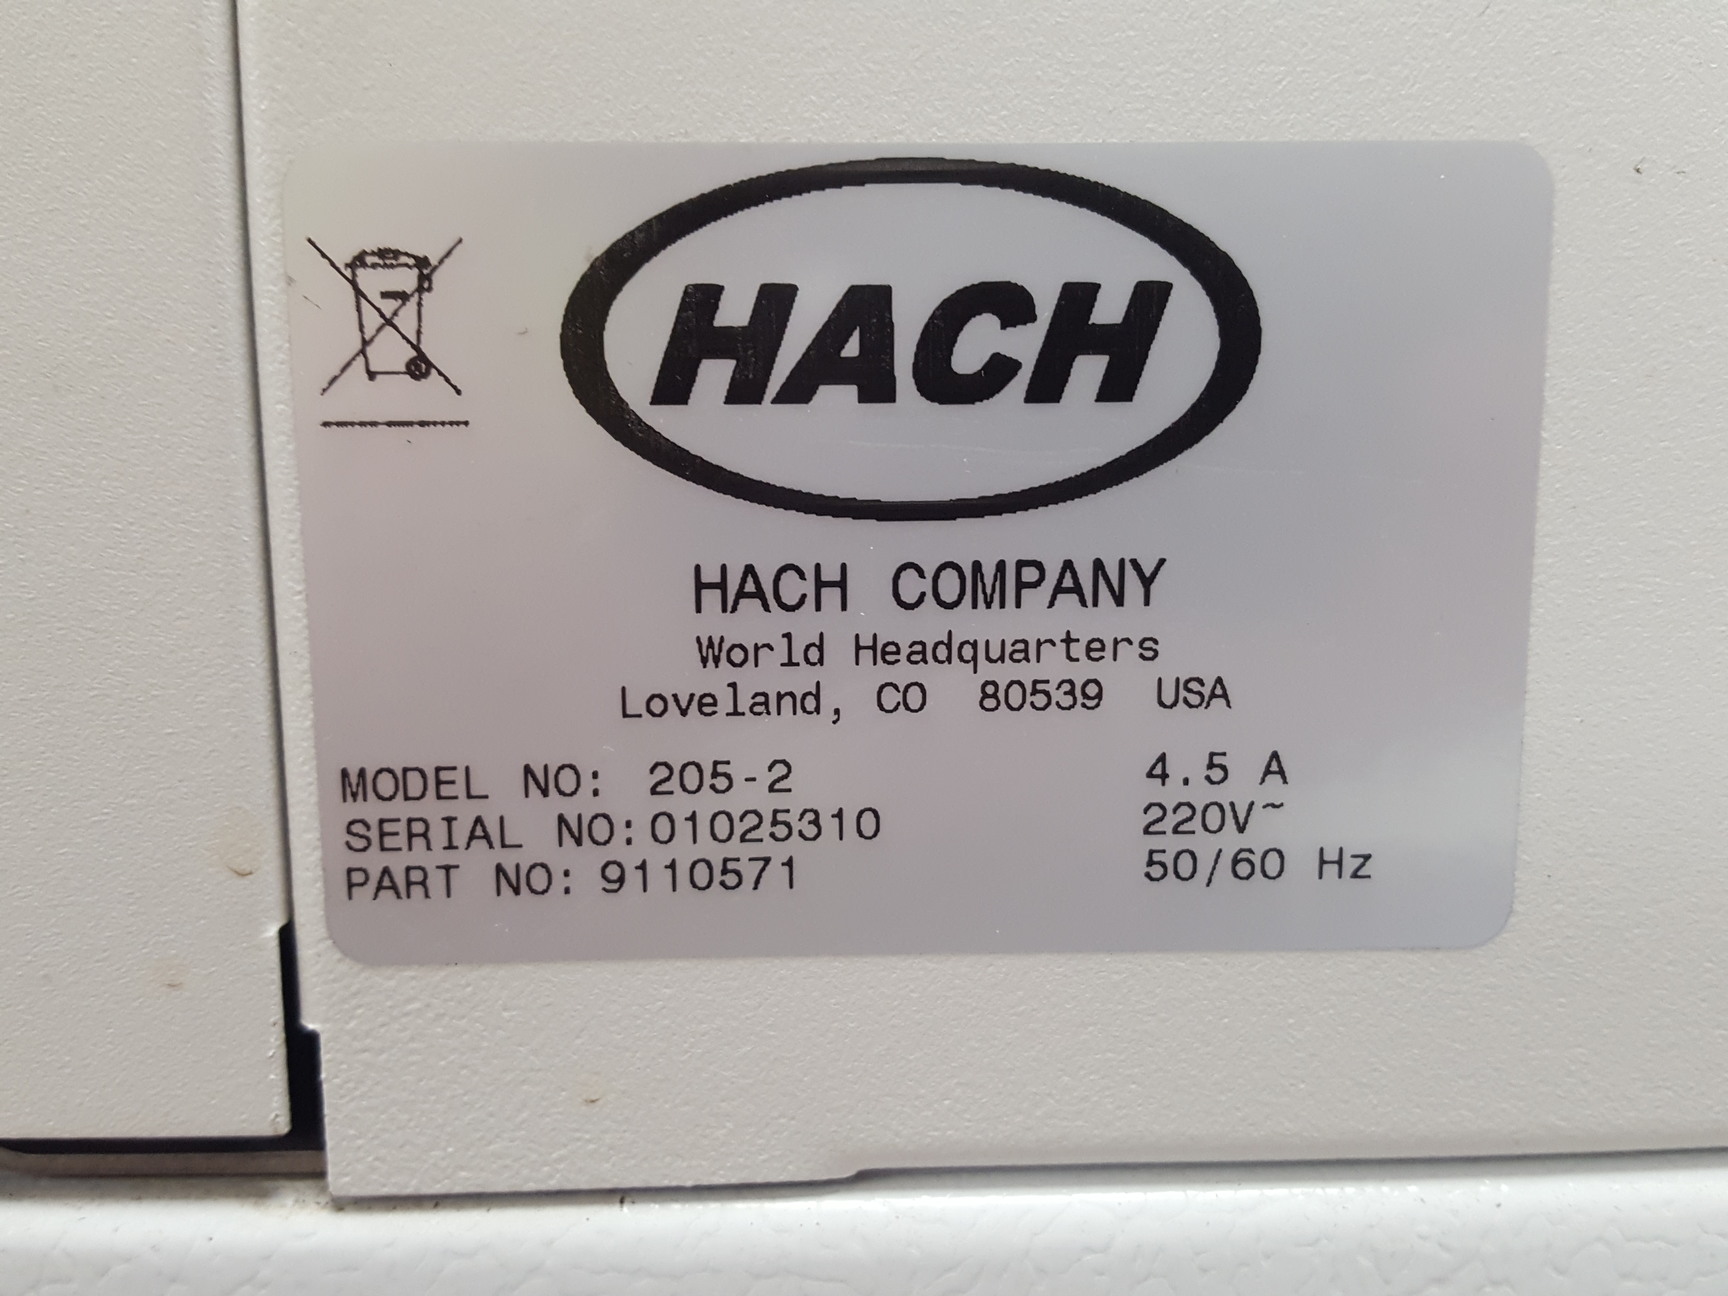 HACH
HACH COMPANY
World Headquarters
Loveland, CO 80539 USA
MODEL NO: 205-2 4.5 A
SERIAL NO:01025310 220V~
PART NO: 9110571 50/60 Hz